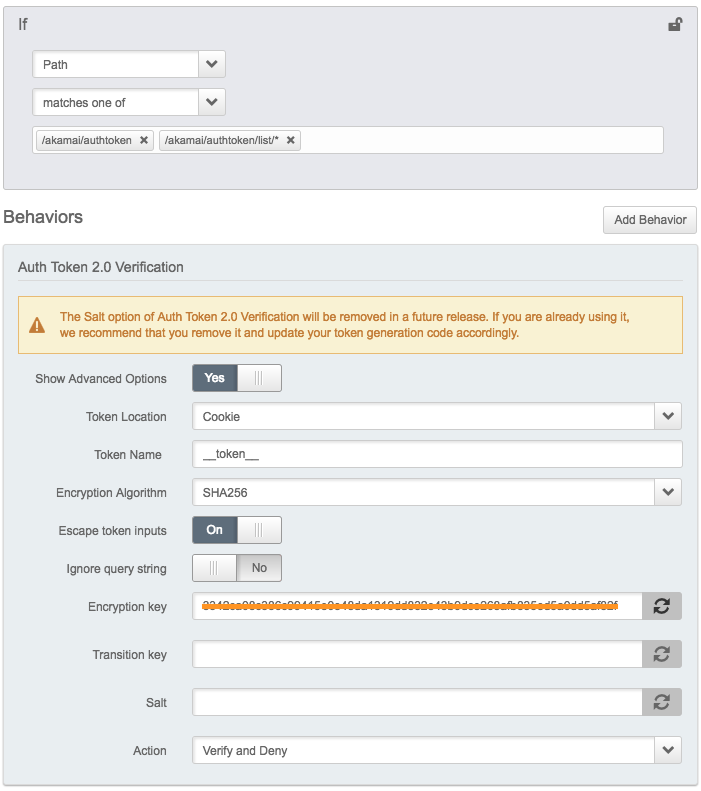 If
Path
matches one of
/akamai/authtoken
/akamai/authtoken/list/*
Behaviors
Add Behavior
Auth Token 2.0 Verification
The Salt option of Auth Token 2.0 Verification will be removed in a future release. If you are already using it,
we recommend that you remove it and update your token generation code accordingly.
Show Advanced Options Yes
Token Location Cookie
Token Name __token__
Encryption Algorithm SHA256
Escape token inputs On
Ignore query string No
Encryption key
Transition key
Salt
Action Verify and Deny